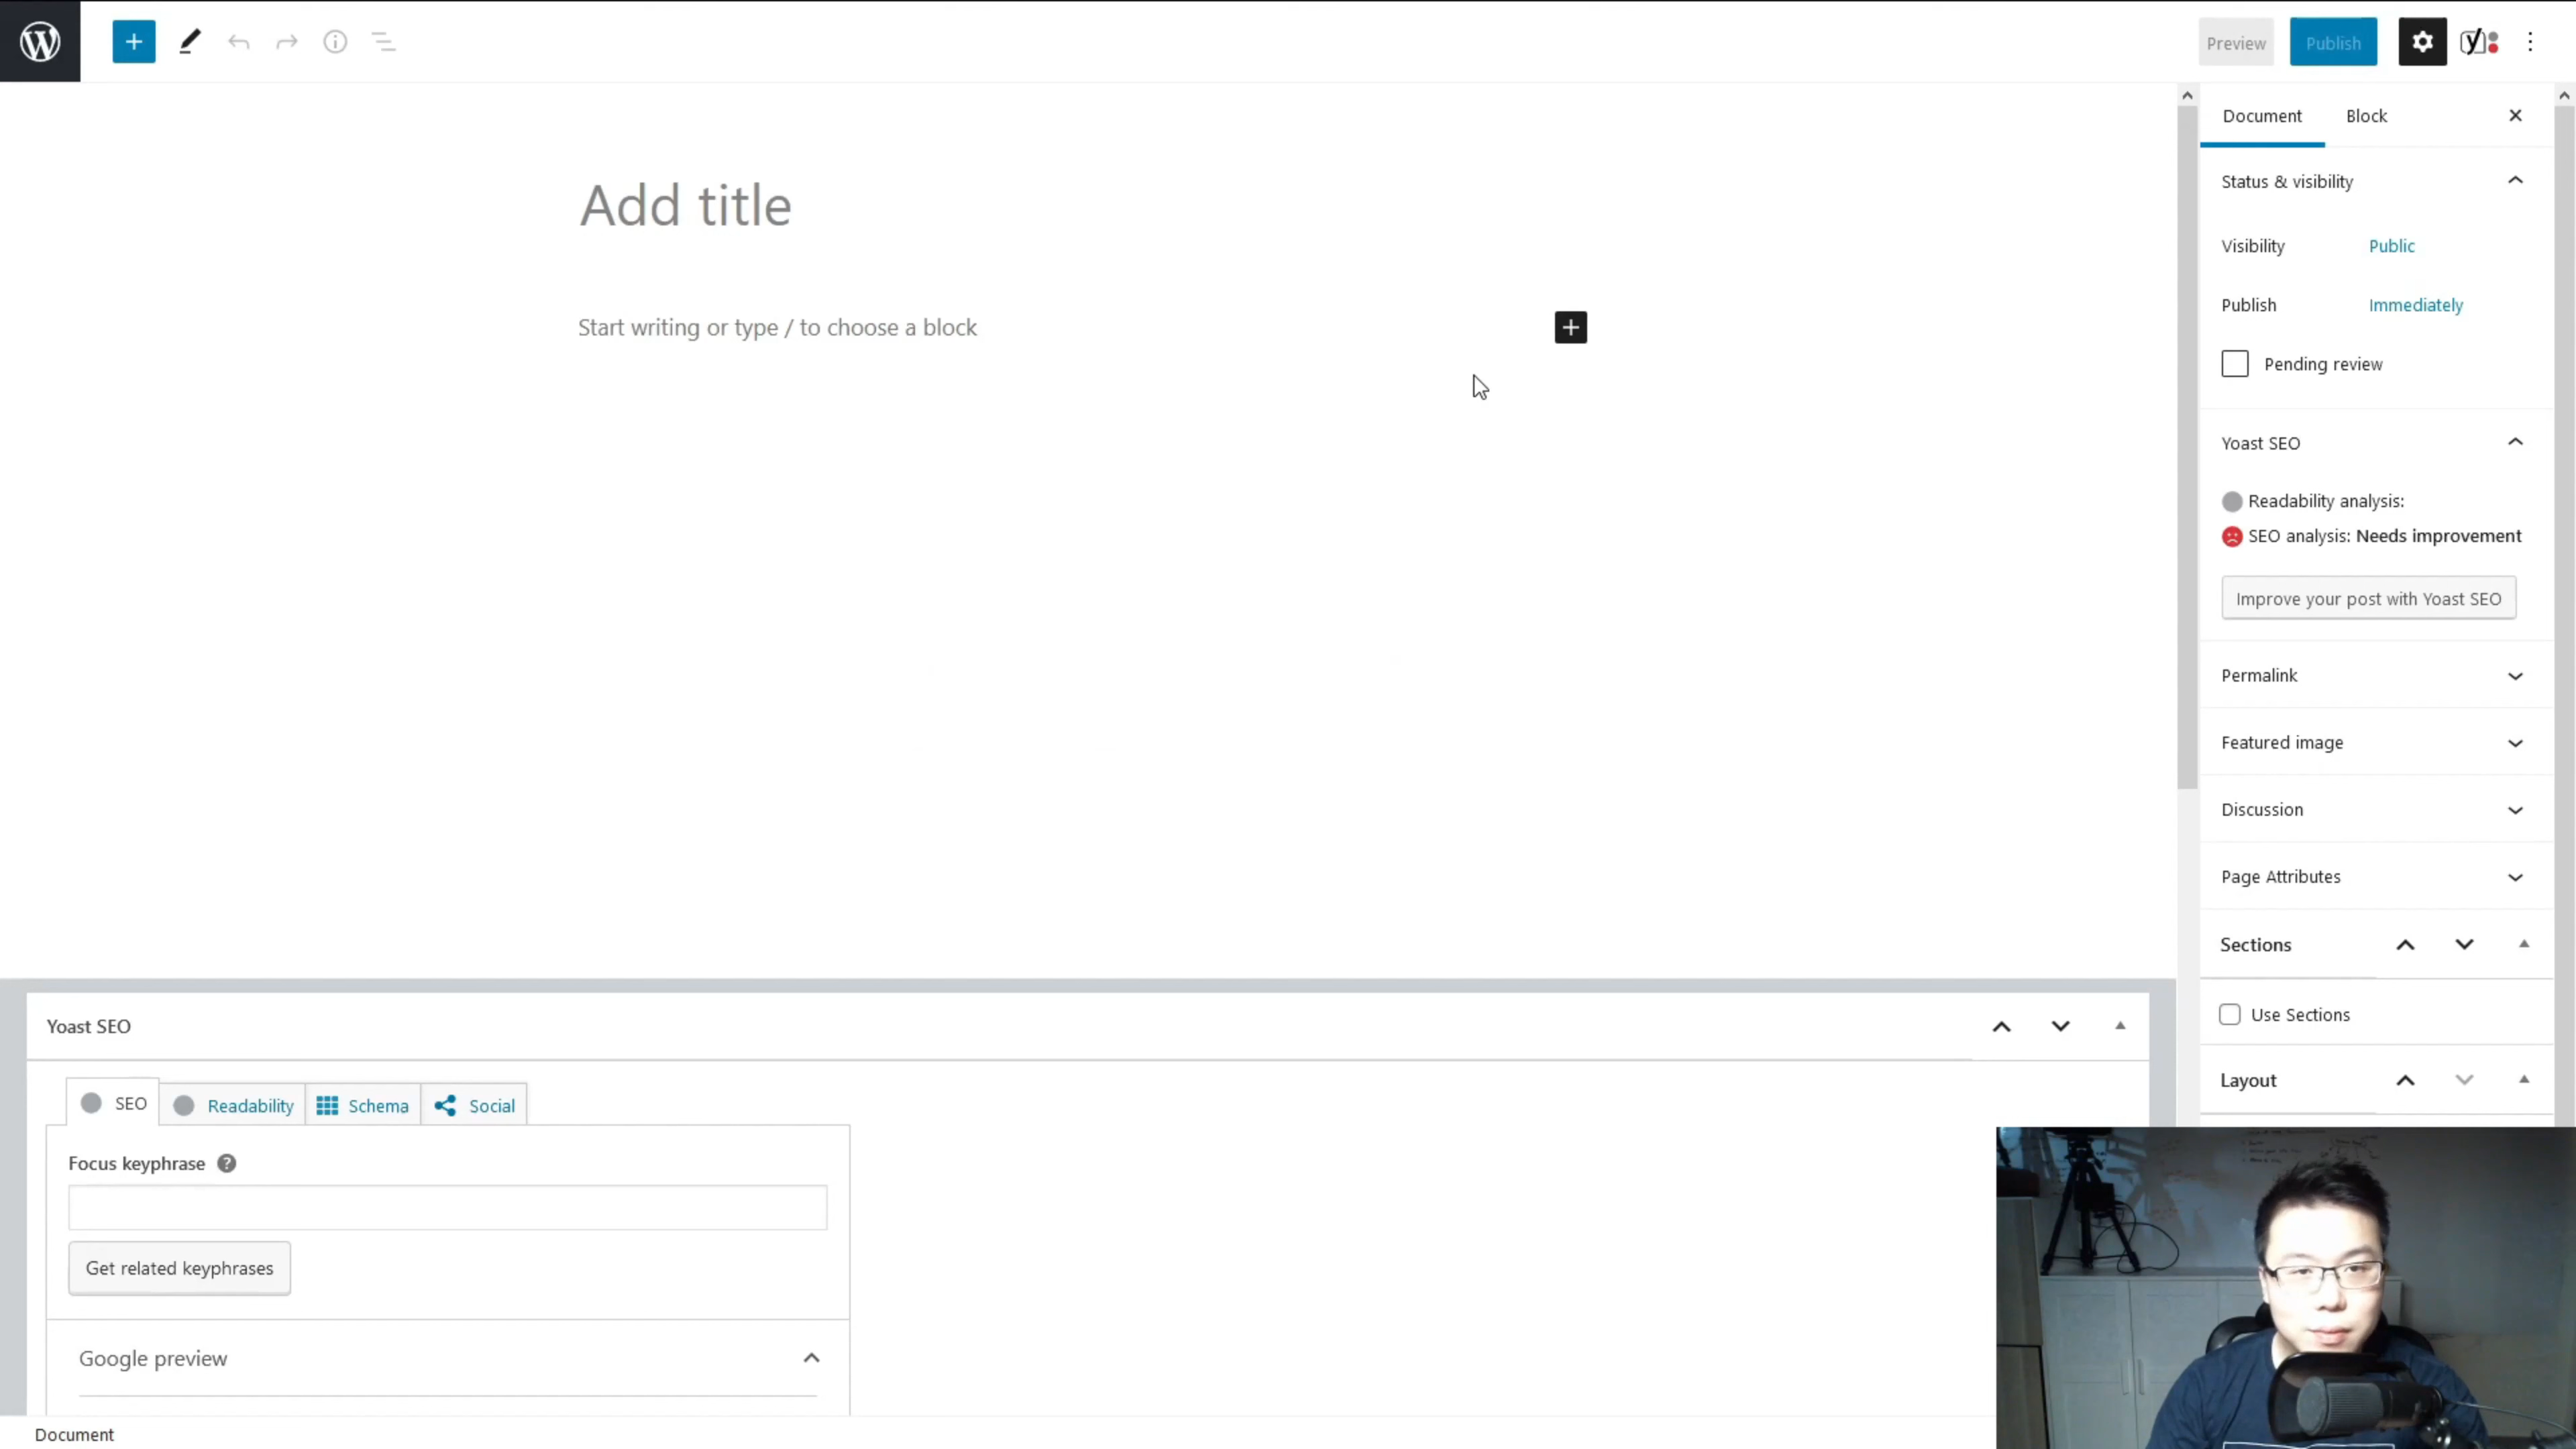 Preview
Publish
Document
Block
Add title
Start writing or type / to choose a block
Status & visibility
Visibility
Public
Publish
Immediately
Pending review
Yoast SEO
Readability analysis:
SEO analysis: Needs improvement
Improve your post with Yoast SEO
Permalink
Featured image
Discussion
Page Attributes
Sections
Use Sections
Layout
Yoast SEO
SEO
Readability
Schema
Social
Focus keyphrase
Get related keyphrases
Google preview
Document